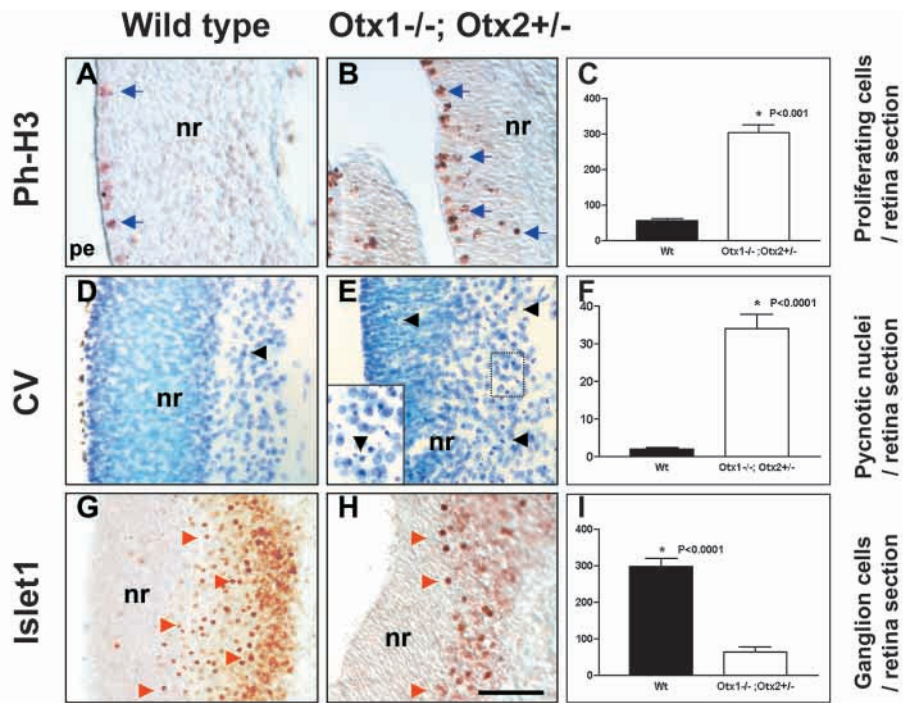 Wild type Otx1-/-; Otx2+/-
Ph-H3
A
nr
pe
B
nr
C
400
300
200
100
0
* P<0.001
Wt Otx1-/- ;Otx2+/-
Proliferating cells
/ retina section
CV
D
nr
E
nr
F
40
30
20
10
0
* P<0.0001
Wt Otx1-/-; Otx2+/-
Pycnotic nuclei
/ retina section
Islet1
G
nr
H
nr
I
400
300
200
100
0
* P<0.0001
Wt Otx1-/- ;Otx2+/-
Ganglion cells
/ retina section